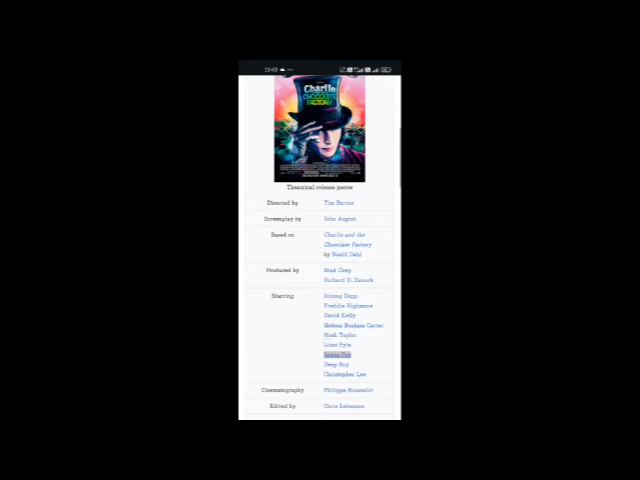 Charlie
CHOCOLATE
FACTORY
Theatrical release poster
Directed by Tim Burton
Screenplay by John August
Based on Charlie and the
Chocolate Factory
by Roald Dahl
Produced by Brad Grey
Richard D. Zanuck
Starring Johnny Depp
Freddie Highmore
David Kelly
Helena Bonham Carter
Noah Taylor
Missi Pyle
James Fox
Deep Roy
Christopher Lee
Cinematography Philippe Rousselot
Edited by Chris Lebenzon